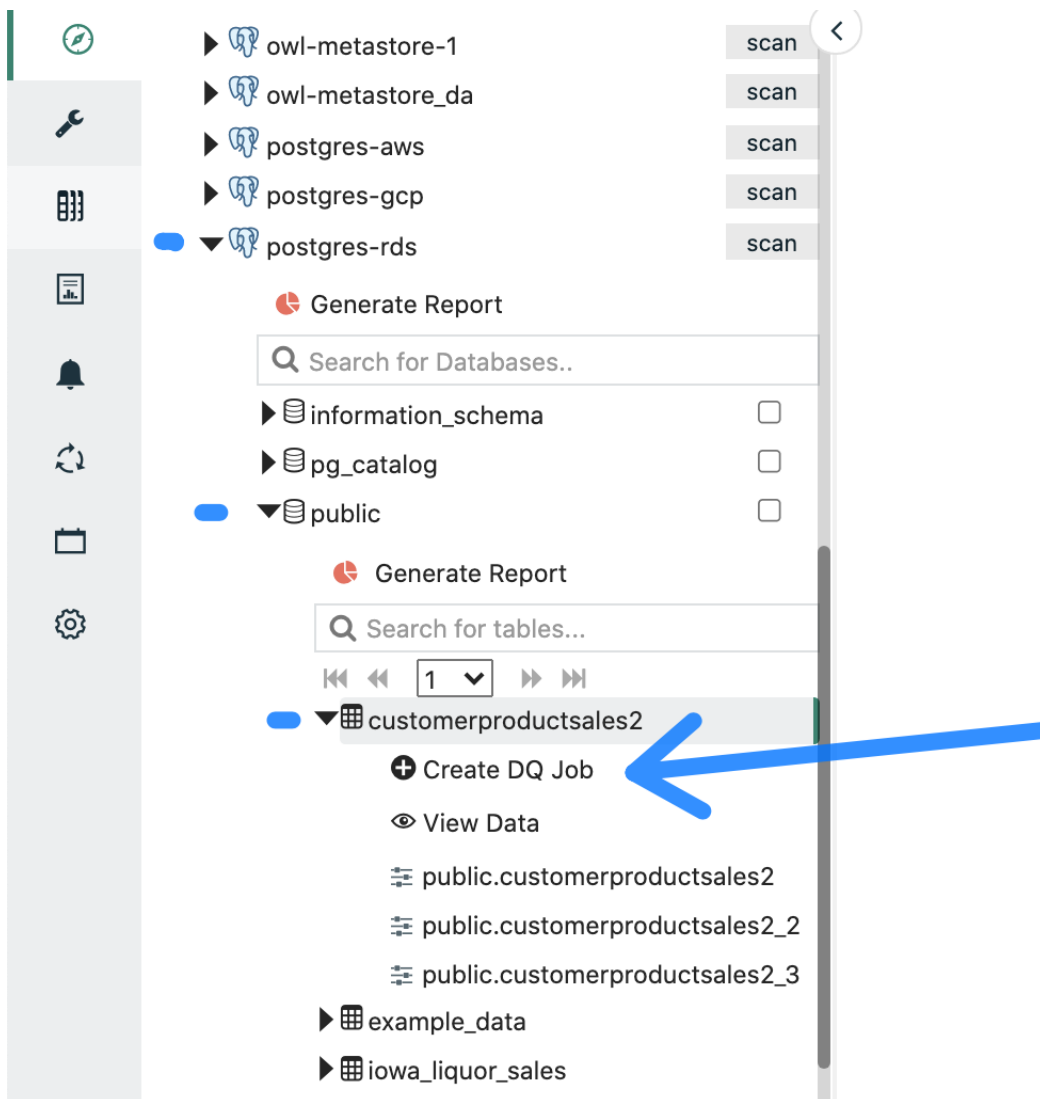 owl-metastore-1 scan
owl-metastore_da scan
postgres-aws scan
postgres-gcp scan
postgres-rds scan
Generate Report
Search for Databases..
information_schema
pg_catalog
public
Generate Report
Search for tables...
1
customerproductsales2
Create DQ Job
View Data
public.customerproductsales2
public.customerproductsales2_2
public.customerproductsales2_3
example_data
iowa_liquor_sales